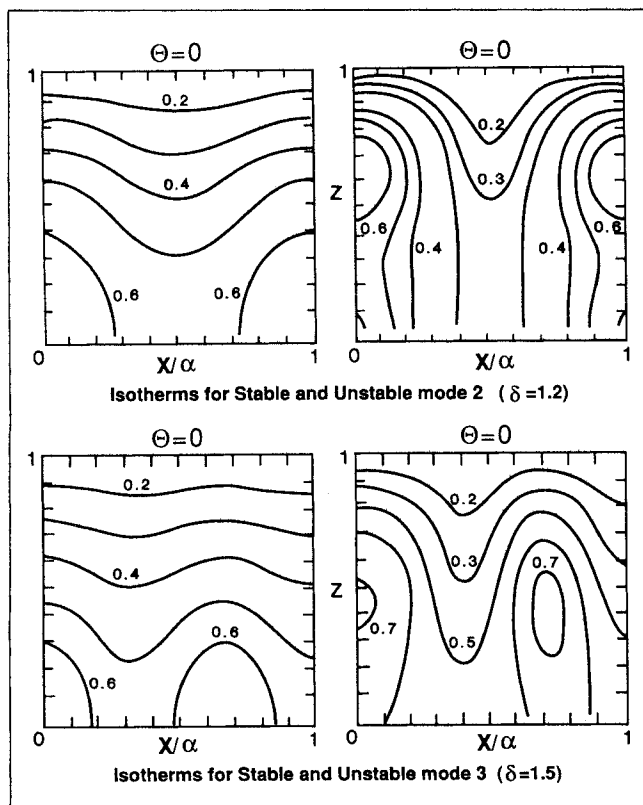 Θ=0 Θ=0
1 1
0.2 0.2
0.4 0.3
Z
0.6 0.6 0.6 0.4 0.4 0.6
0 1 0 1
X/α X/α
Isotherms for Stable and Unstable mode 2 (δ=1.2)
Θ=0 Θ=0
1 1
0.2 0.2
0.4 0.3 0.7
Z
0.6 0.6 0.7 0.5
0 1 0 1
X/α X/α
Isotherms for Stable and Unstable mode 3 (δ=1.5)